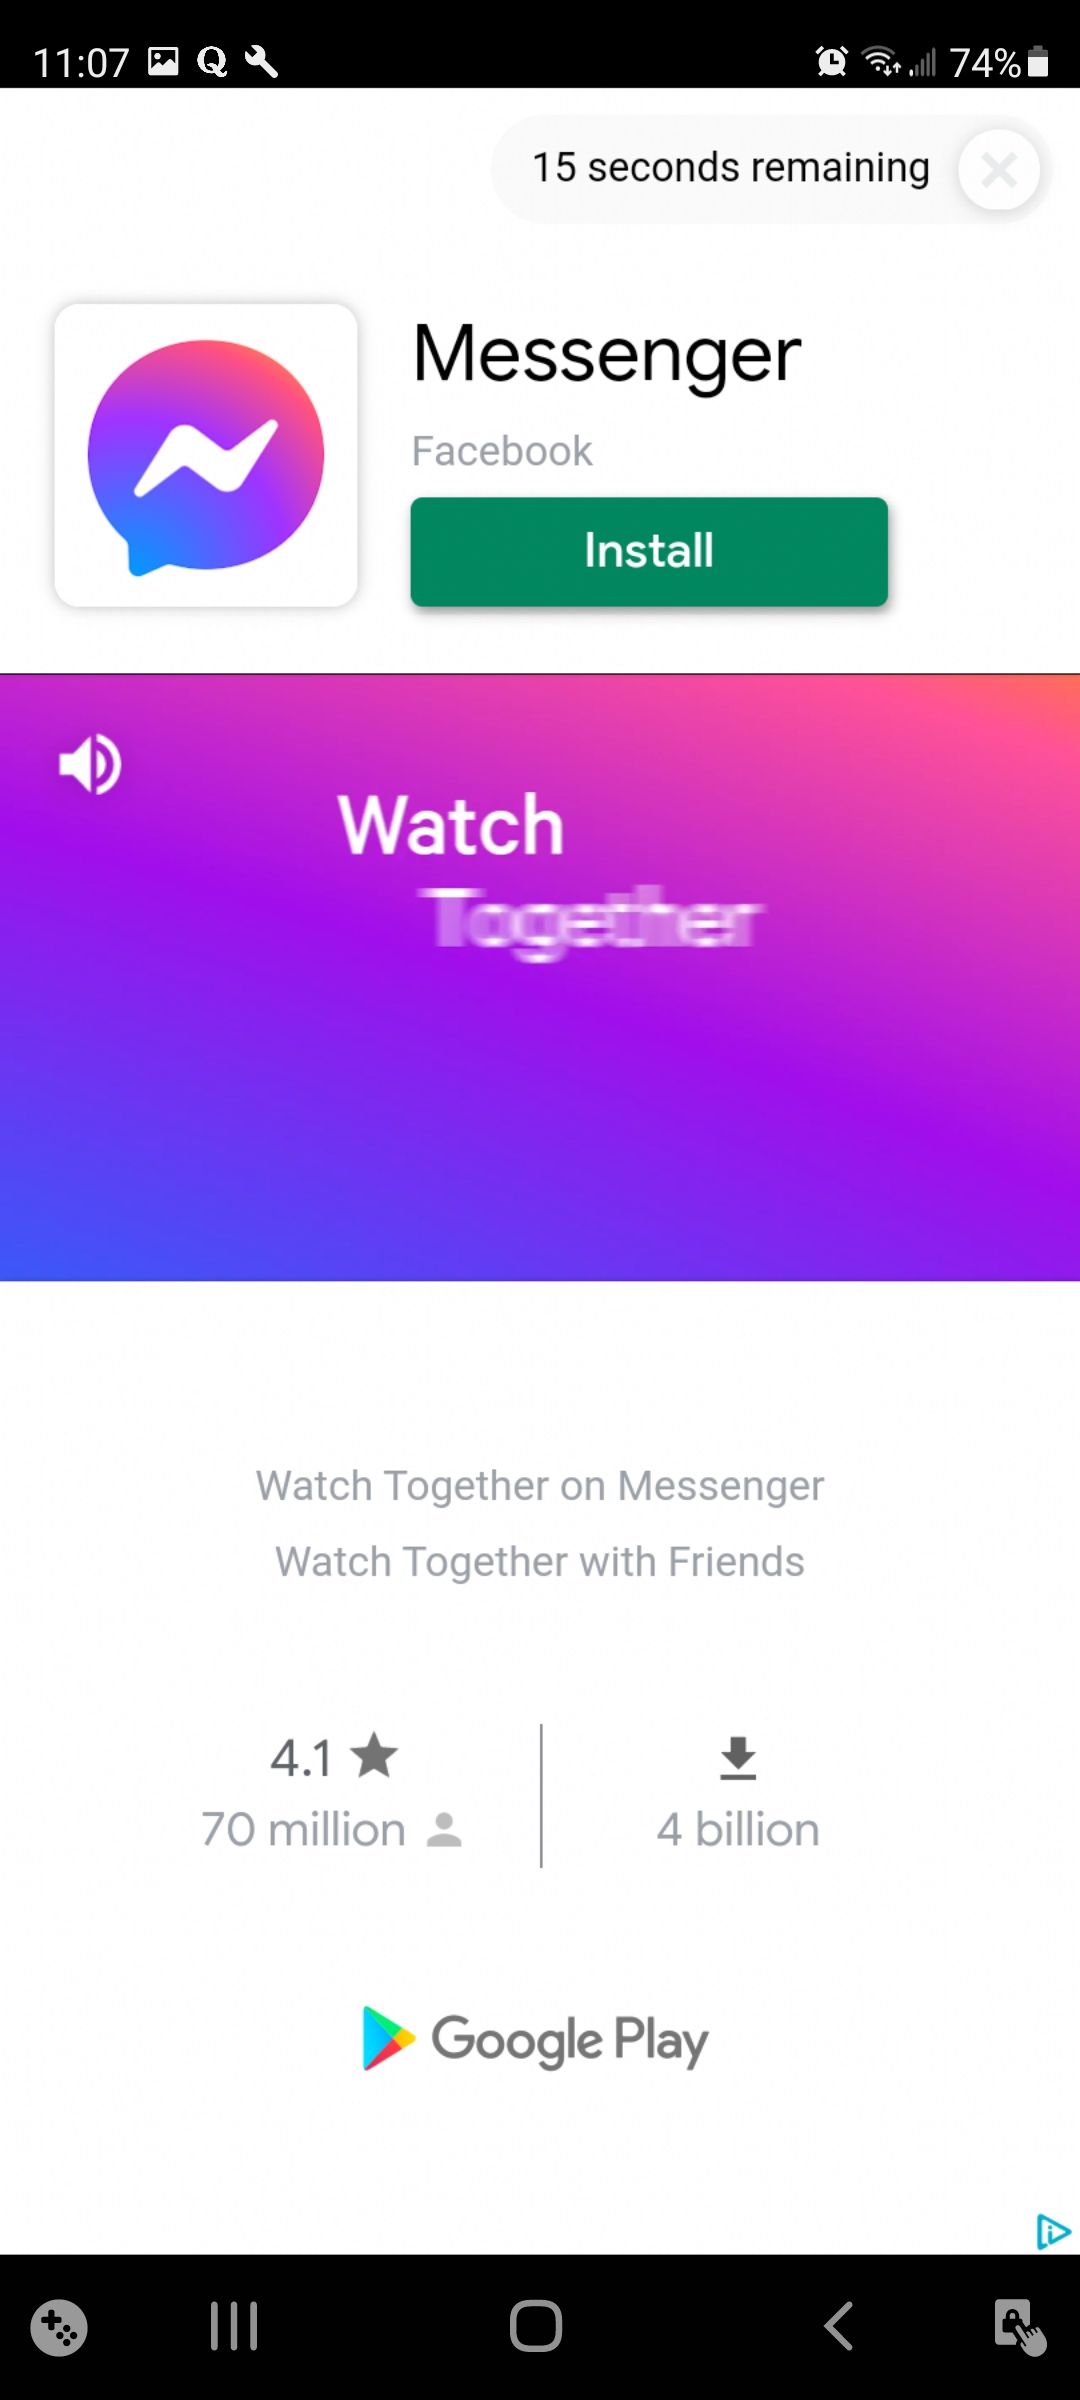 11:07
74%
15 seconds remaining
Messenger
Facebook
Install
Watch
Together
Watch Together on Messenger
Watch Together with Friends
4.1
70 million
4 billion
Google Play